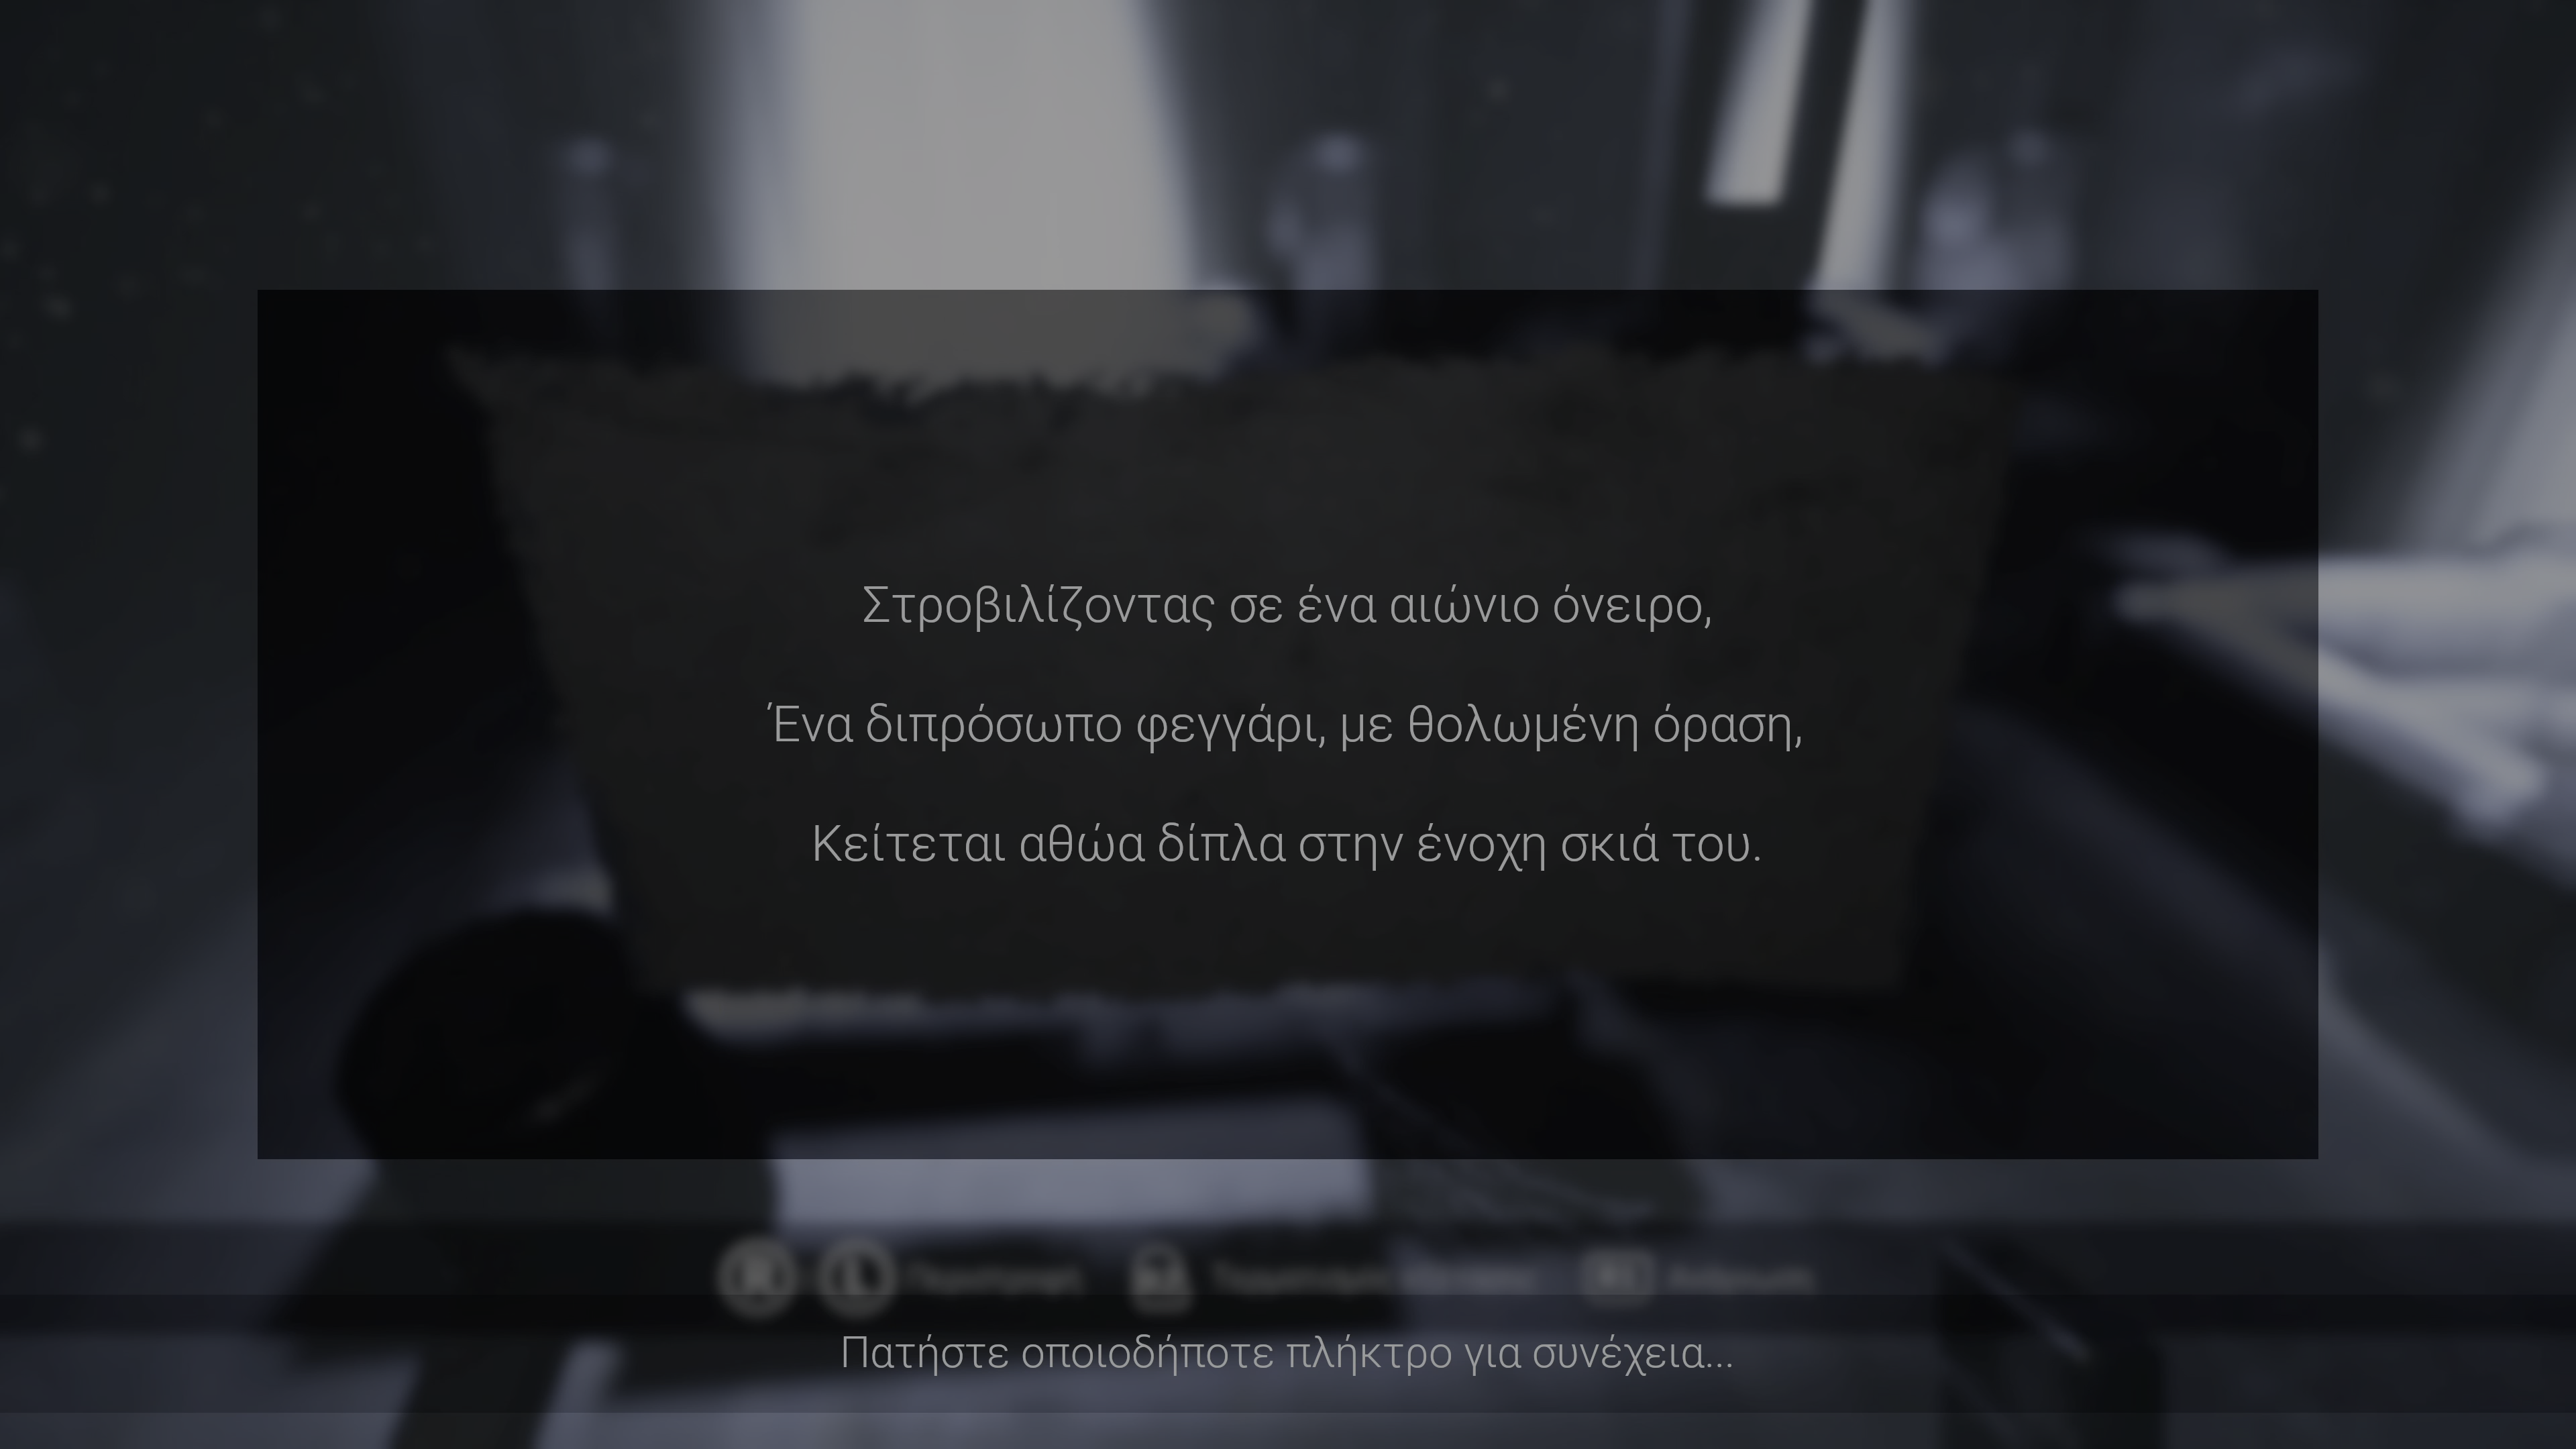 Στροβιλίζοντας σε ένα αιώνιο όνειρο,
Ένα διπρόσωπο φεγγάρι, με θολωμένη όραση,
Κείτεται αθώα δίπλα στην ένοχη σκιά του.
Πατήστε οποιοδήποτε πλήκτρο για συνέχεια...